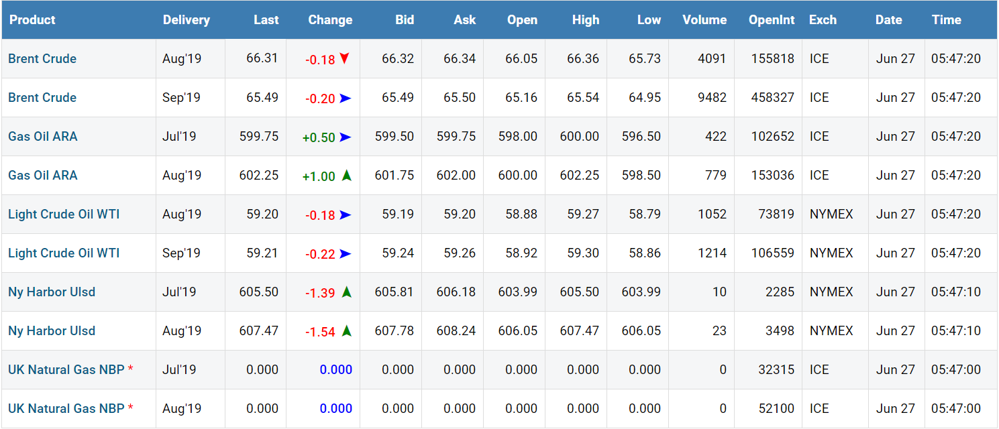 Product Delivery Last Change Bid Ask Open High Low Volume OpenInt Exch Date Time
Brent Crude Aug'19 66.31 -0.18 66.32 66.34 66.05 66.36 65.73 4091 155818 ICE Jun 27 05:47:20
Brent Crude Sep'19 65.49 -0.20 65.49 65.50 65.16 65.54 64.95 9482 458327 ICE Jun 27 05:47:20
Gas Oil ARA Jul'19 599.75 +0.50 599.50 599.75 598.00 600.00 596.50 422 102652 ICE Jun 27 05:47:20
Gas Oil ARA Aug'19 602.25 +1.00 601.75 602.00 600.00 602.25 598.50 779 153036 ICE Jun 27 05:47:20
Light Crude Oil WTI Aug'19 59.20 -0.18 59.19 59.20 58.88 59.27 58.79 1052 73819 NYMEX Jun 27 05:47:20
Light Crude Oil WTI Sep'19 59.21 -0.22 59.24 59.26 58.92 59.30 58.86 1214 106559 NYMEX Jun 27 05:47:20
Ny Harbor Ulsd Jul'19 605.50 -1.39 605.81 606.18 603.99 605.50 603.99 10 2285 NYMEX Jun 27 05:47:10
Ny Harbor Ulsd Aug'19 607.47 -1.54 607.78 608.24 606.05 607.47 606.05 23 3498 NYMEX Jun 27 05:47:10
UK Natural Gas NBP * Jul'19 0.000 0.000 0.000 0.000 0.000 0.000 0.000 0 32315 ICE Jun 27 05:47:00
UK Natural Gas NBP * Aug'19 0.000 0.000 0.000 0.000 0.000 0.000 0.000 0 52100 ICE Jun 27 05:47:00